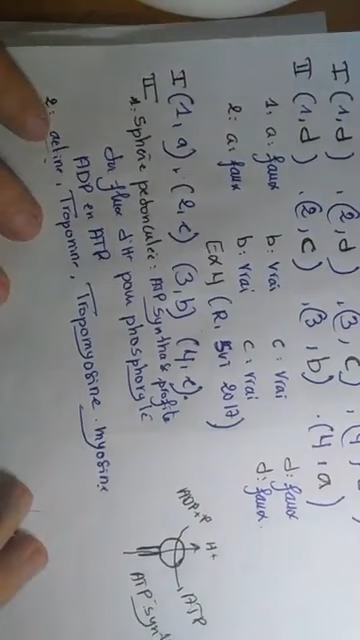 I (1,d) , (2,d) , (3,c) , (4,
II (1,d) . (2,c) , (3,b) . (4,a)
1. a: faux b: vrai c: vrai d: faux
2: a: faux b: vrai c: vrai d: faux.
Ex 4 (R, SVT 2017)
I (1,a) , (2,c) (3,b) (4,c).
II
1. Sphère pédonculée: ATP synthase profite
du flux d'H+ pour phosphoryle
ADP en ATP
2: actine, Troponine, Tropomyosine. myosine
ADP+P
H+
ATP
ATP synt